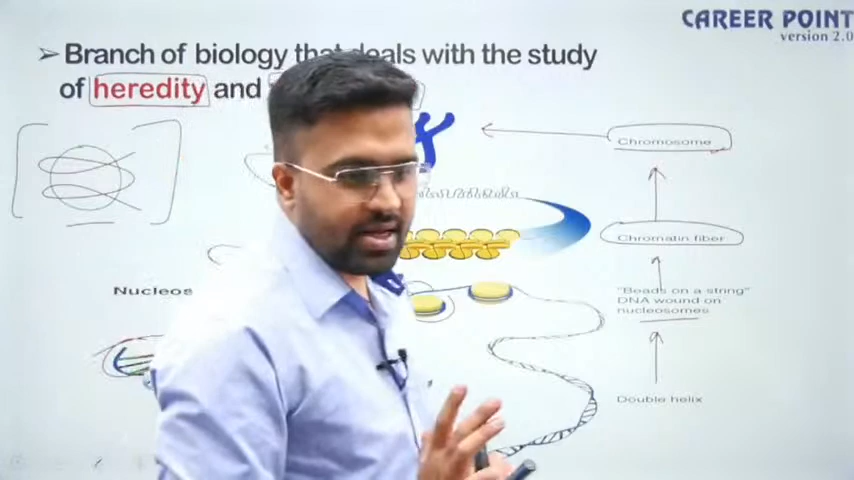 CAREER POINT
version 2.0
➢ Branch of biology that deals with the study
of heredity and
Chromosome
Chromatin fiber
Nucleos
"Beads on a string"
DNA wound on
nucleosomes
Double helix